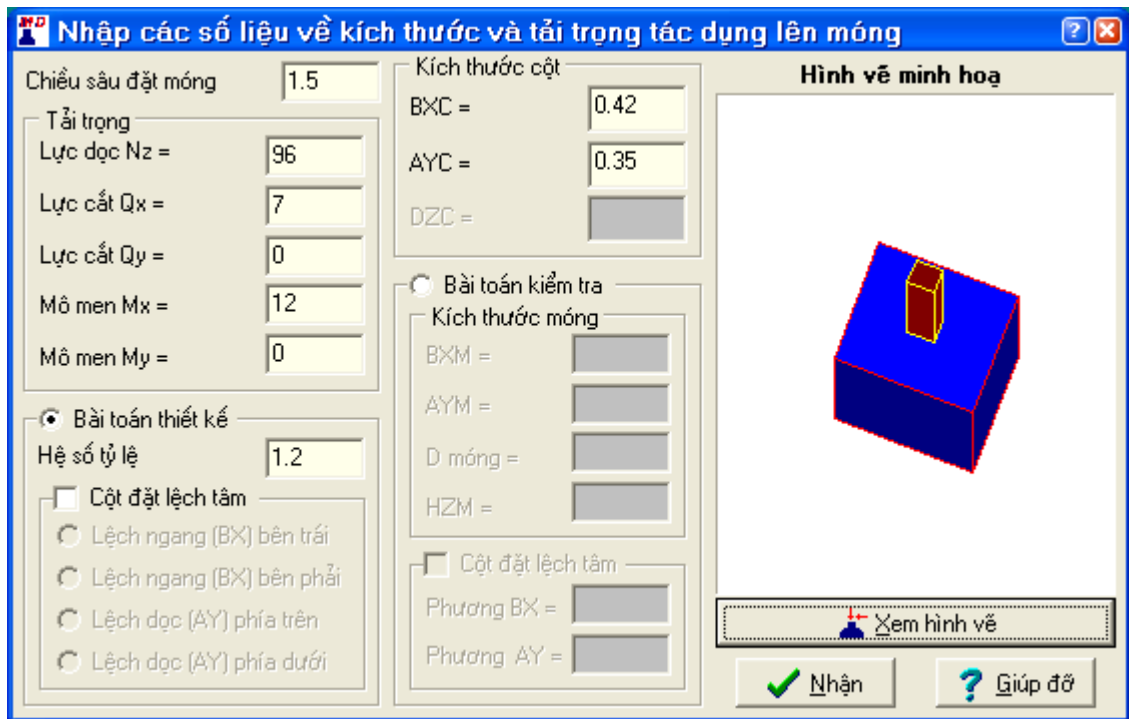 Nhập các số liệu về kích thước và tải trọng tác dụng lên móng
Chiều sâu đặt móng 1.5
Tải trọng
Lực dọc Nz = 96
Lực cắt Qx = 7
Lực cắt Qy = 0
Mô men Mx = 12
Mô men My = 0
Bài toán thiết kế
Hệ số tỷ lệ 1.2
Cột đặt lệch tâm
Lệch ngang (BX) bên trái
Lệch ngang (BX) bên phải
Lệch dọc (AY) phía trên
Lệch dọc (AY) phía dưới
Kích thước cột
BXC = 0.42
AYC = 0.35
DZC =
Bài toán kiểm tra
Kích thước móng
BXM =
AYM =
D móng =
HZM =
Cột đặt lệch tâm
Phương BX =
Phương AY =
Hình vẽ minh hoạ
Xem hình vẽ
Nhận
Giúp đỡ